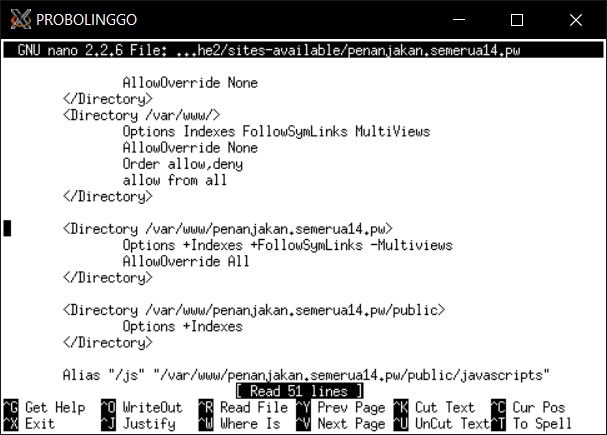 PROBOLINGGO
GNU nano 2.2.6 File: ...he2/sites-available/penanjakan.semerua14.pw
AllowOverride None
</Directory>
<Directory /var/www/>
Options Indexes FollowSymLinks MultiViews
AllowOverride None
Order allow,deny
allow from all
</Directory>
<Directory /var/www/penanjakan.semerua14.pw>
Options +Indexes +FollowSymLinks -Multiviews
AllowOverride All
</Directory>
<Directory /var/www/penanjakan.semerua14.pw/public>
Options +Indexes
</Directory>
Alias "/js" "/var/www/penanjakan.semerua14.pw/public/javascripts"
[ Read 51 lines ]
^G Get Help ^O WriteOut ^R Read File ^Y Prev Page ^K Cut Text ^C Cur Pos
^X Exit ^J Justify ^W Where Is ^V Next Page ^U UnCut Text ^T To Spell